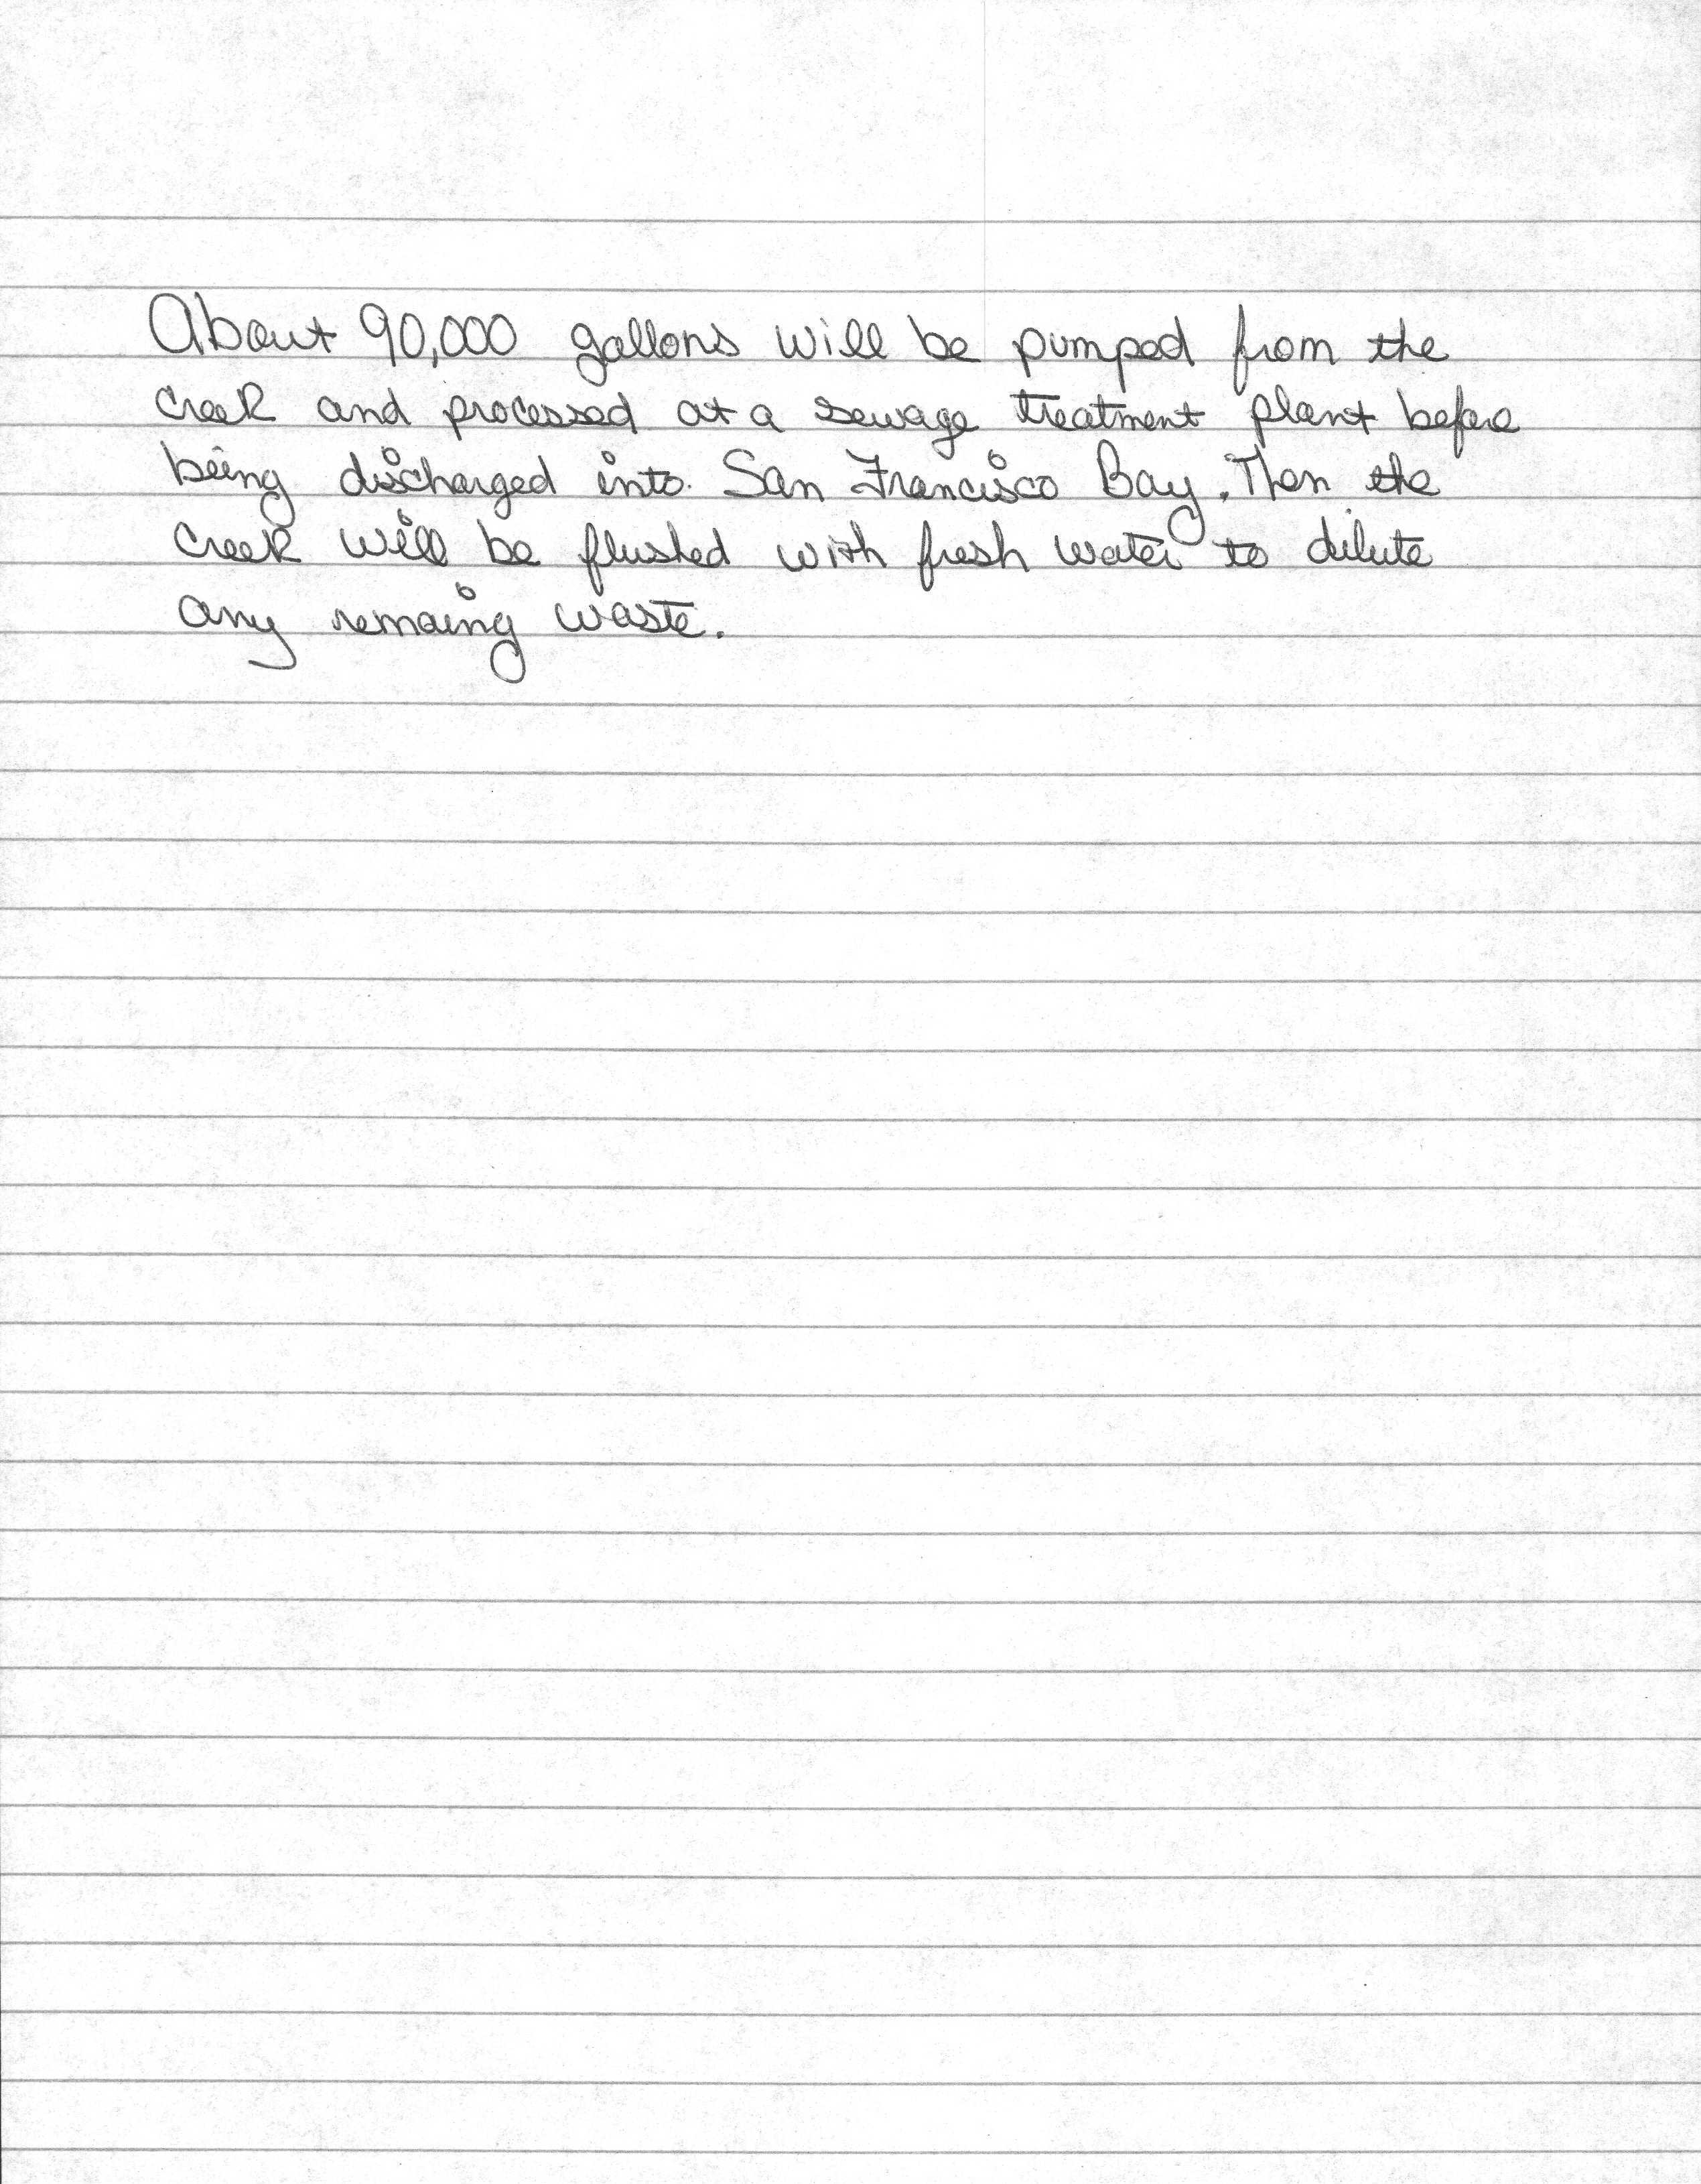 About 90,000 gallons will be pumped from the
creek and processed at a sewage treatment plant before
being discharged into San Francisco Bay. Then the
creek will be flushed with fresh water to dilute
any remaing waste.